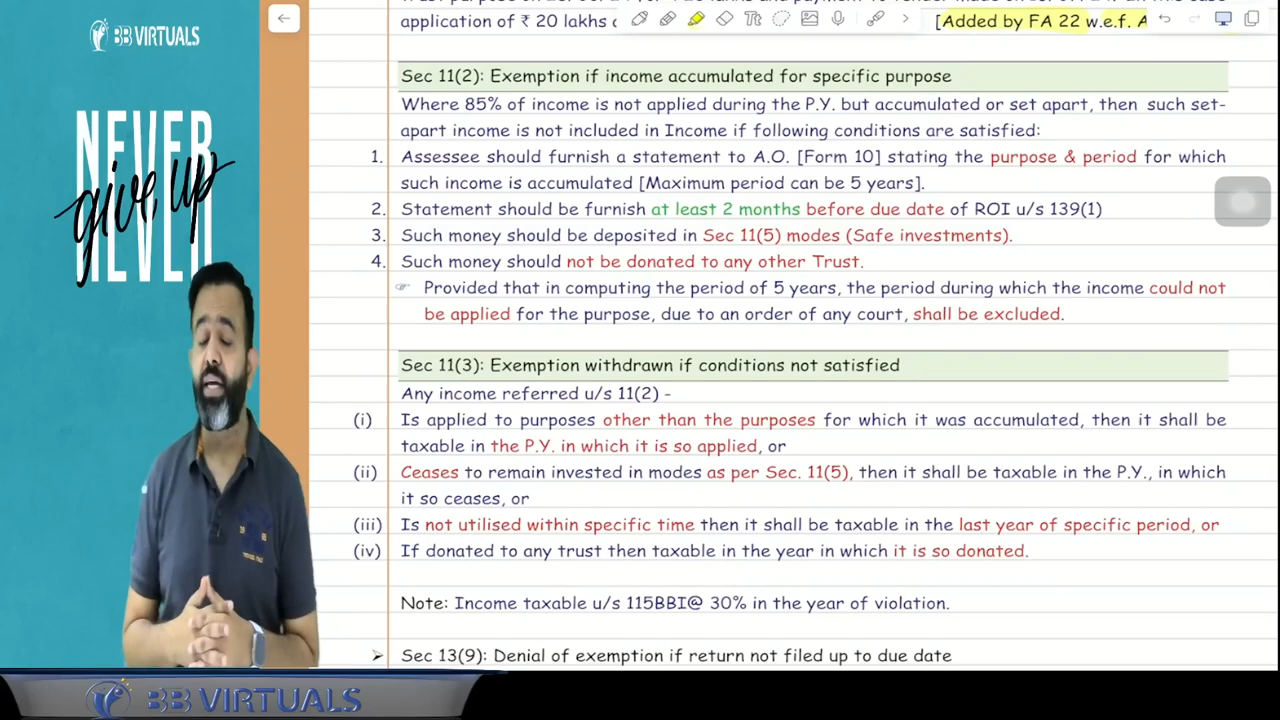 BB VIRTUALS
NEVER
give up
NEVER
application of ₹ 20 lakhs
[Added by FA 22 w.e.f. A
Sec 11(2): Exemption if income accumulated for specific purpose
Where 85% of income is not applied during the P.Y. but accumulated or set apart, then such set-
apart income is not included in Income if following conditions are satisfied:
1. Assessee should furnish a statement to A.O. [Form 10] stating the purpose & period for which
such income is accumulated [Maximum period can be 5 years].
2. Statement should be furnish at least 2 months before due date of ROI u/s 139(1)
3. Such money should be deposited in Sec 11(5) modes (Safe investments).
4. Such money should not be donated to any other Trust.
☞ Provided that in computing the period of 5 years, the period during which the income could not
be applied for the purpose, due to an order of any court, shall be excluded.
Sec 11(3): Exemption withdrawn if conditions not satisfied
Any income referred u/s 11(2) -
(i) Is applied to purposes other than the purposes for which it was accumulated, then it shall be
taxable in the P.Y. in which it is so applied, or
(ii) Ceases to remain invested in modes as per Sec. 11(5), then it shall be taxable in the P.Y., in which
it so ceases, or
(iii) Is not utilised within specific time then it shall be taxable in the last year of specific period, or
(iv) If donated to any trust then taxable in the year in which it is so donated.
Note: Income taxable u/s 115BBI@ 30% in the year of violation.
➢ Sec 13(9): Denial of exemption if return not filed up to due date
BB VIRTUALS